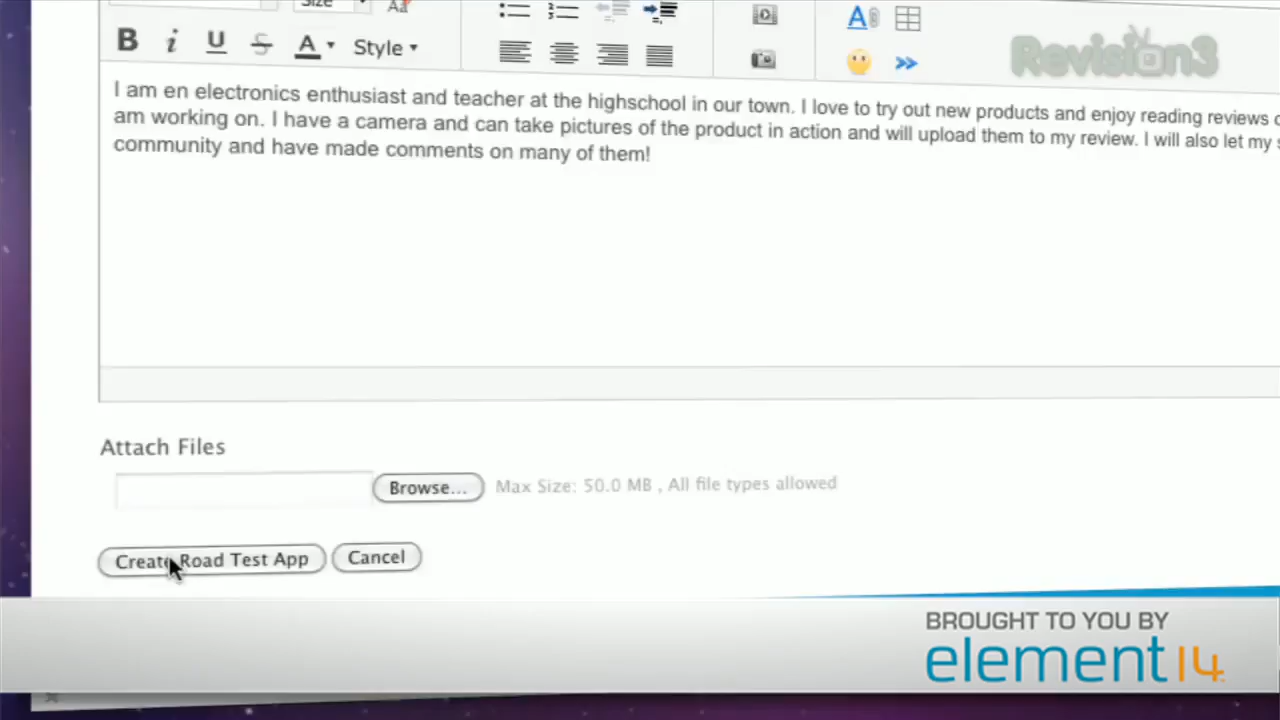 Size
B i U S A Style
Revision3
I am en electronics enthusiast and teacher at the highschool in our town. I love to try out new products and enjoy reading reviews
am working on. I have a camera and can take pictures of the product in action and will upload them to my review. I will also let my
community and have made comments on many of them!
Attach Files
Browse... Max Size: 50.0 MB , All file types allowed
Create Road Test App Cancel
BROUGHT TO YOU BY
element14